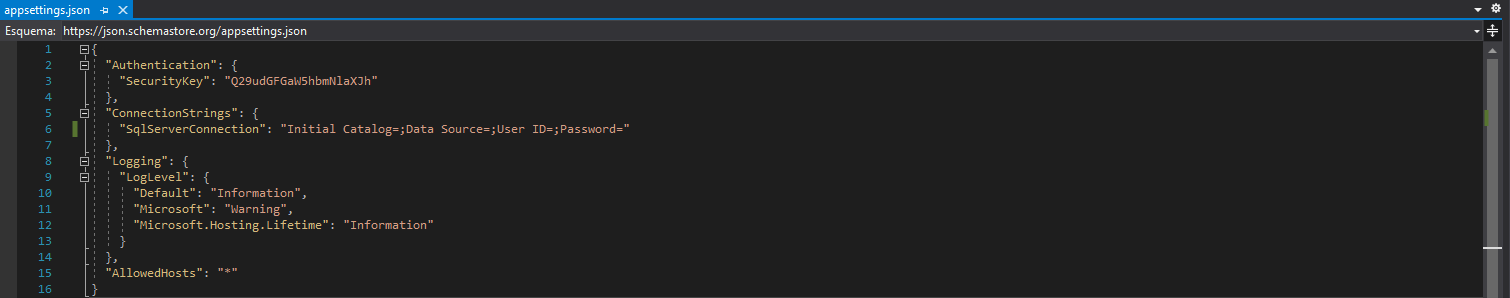 appsettings.json
Esquema: https://json.schemastore.org/appsettings.json
1 {
2 "Authentication": {
3 "SecurityKey": "Q29udGFGaW5hbmNlaXJh"
4 },
5 "ConnectionStrings": {
6 "SqlServerConnection": "Initial Catalog=;Data Source=;User ID=;Password="
7 },
8 "Logging": {
9 "LogLevel": {
10 "Default": "Information",
11 "Microsoft": "Warning",
12 "Microsoft.Hosting.Lifetime": "Information"
13 }
14 },
15 "AllowedHosts": "*"
16 }